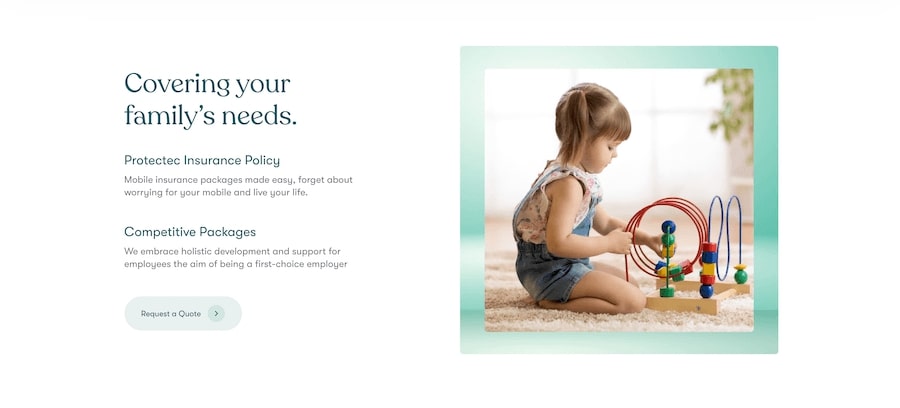 Covering your
family’s needs.
Protectec Insurance Policy
Mobile insurance packages made easy, forget about
worrying for your mobile and live your life.
Competitive Packages
We embrace holistic development and support for
employees the aim of being a first-choice employer
Request a Quote